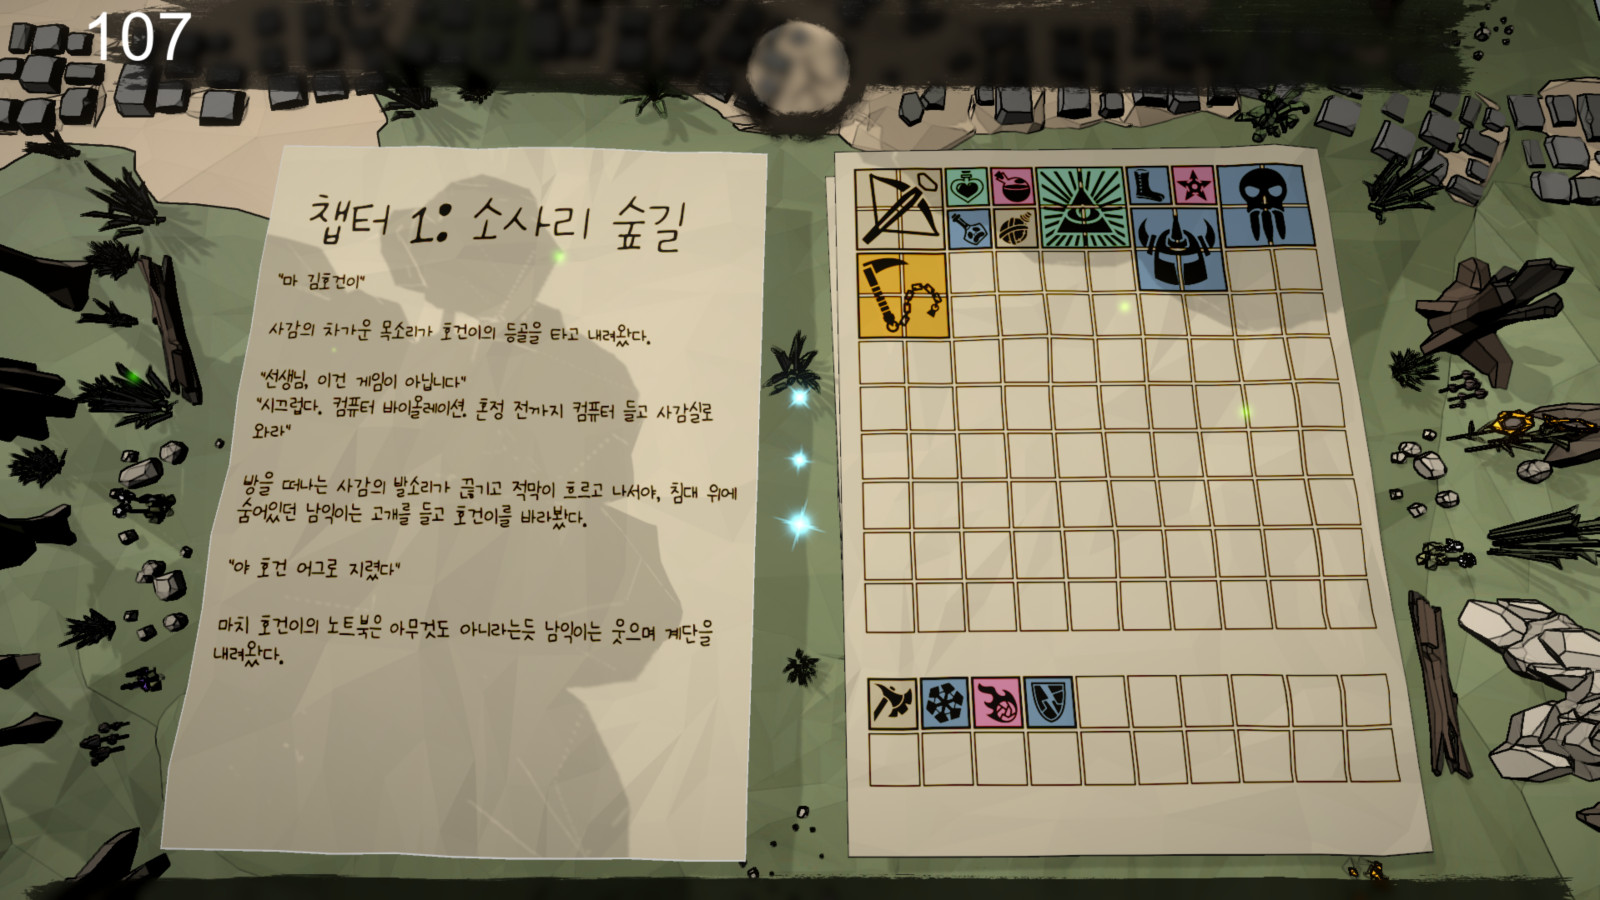 107
챕터 1: 소사리 숲길
"마 김호건이"
사감의 차가운 목소리가 호건이의 등골을 타고 내려왔다.
"선생님, 이건 게임이 아닙니다"
"시끄럽다. 컴퓨터 바이올레이션. 혼정 전까지 컴퓨터 들고 사감실로
와라"
방을 떠나는 사감의 발소리가 끊기고 적막이 흐르고 나서야, 침대 위에
숨어있던 남익이는 고개를 들고 호건이를 바라봤다.
"야 호건 어그로 지렸다"
마치 호건이의 노트북은 아무것도 아니라는듯 남익이는 웃으며 계단을
내려왔다.